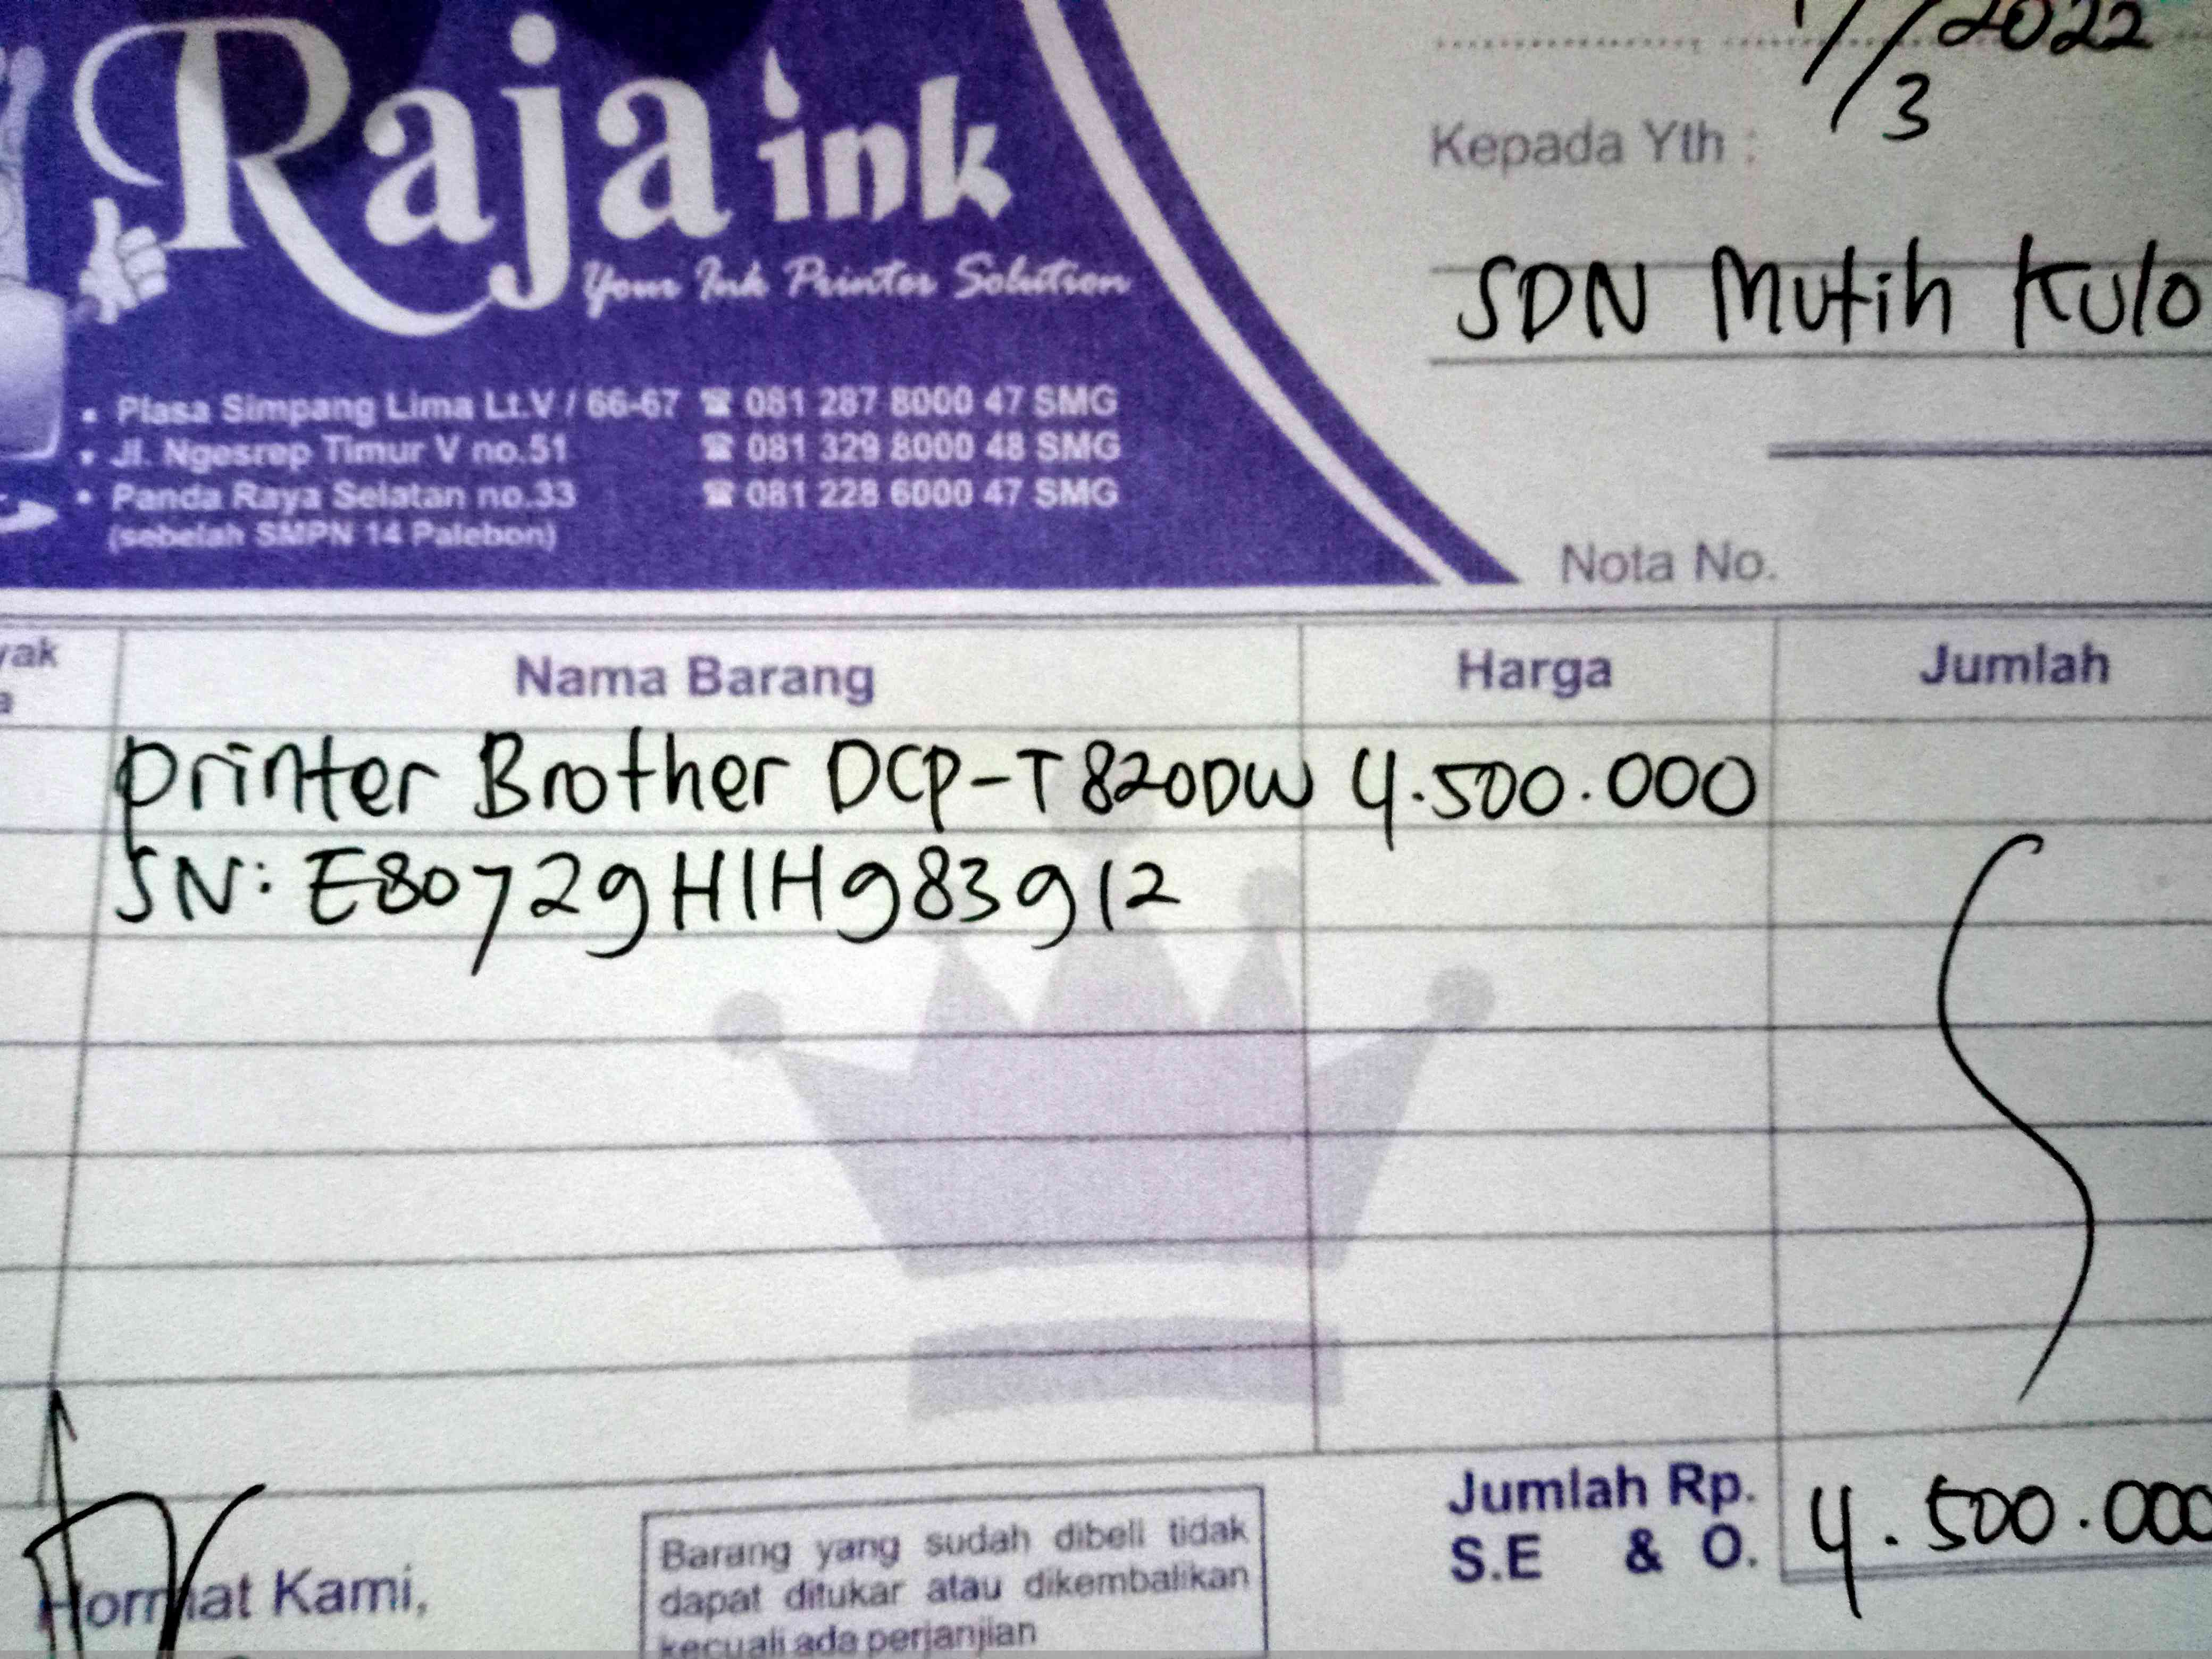 Raja ink
Your Ink Printer Solution
• Plasa Simpang Lima Lt.V / 66-67 ☎ 081 287 8000 47 SMG
• Jl. Ngesrep Timur V no.51 ☎ 081 329 8000 48 SMG
• Panda Raya Selatan no.33 ☎ 081 228 6000 47 SMG
(sebelah SMPN 14 Palebon)
/3 2022
Kepada Yth :
SDN Mutih Kulo
Nota No.
yak
a
Nama Barang Harga Jumlah
Printer Brother DCP-T820DW 4.500.000
SN: E80729H1H983912
Jumlah Rp. 4.500.000
S.E & O.
Hormat Kami,
Barang yang sudah dibeli tidak
dapat ditukar atau dikembalikan
kecuali ada perjanjian